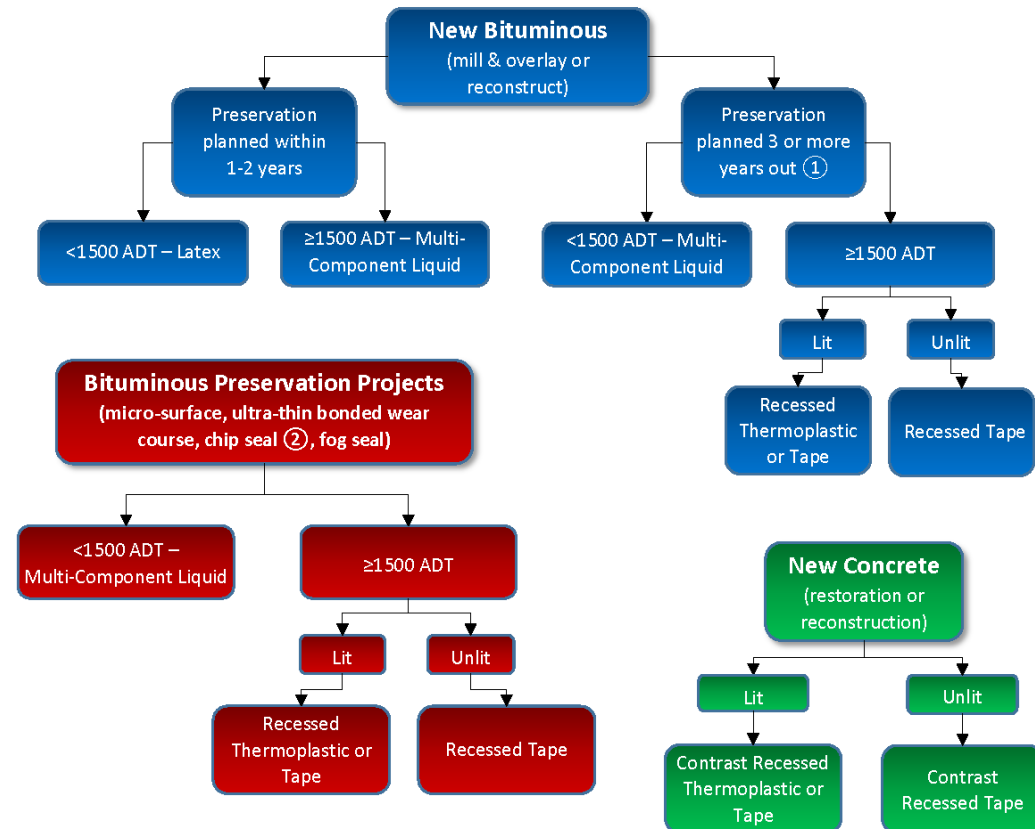 New Bituminous
(mill & overlay or
reconstruct)
Preservation
planned within
1-2 years
Preservation
planned 3 or more
years out ①
<1500 ADT – Latex
≥1500 ADT – Multi-
Component Liquid
<1500 ADT – Multi-
Component Liquid
≥1500 ADT
Lit
Unlit
Recessed
Thermoplastic
or Tape
Recessed Tape
Bituminous Preservation Projects
(micro-surface, ultra-thin bonded wear
course, chip seal ②, fog seal)
<1500 ADT –
Multi-Component Liquid
≥1500 ADT
Lit
Unlit
Recessed
Thermoplastic or
Tape
Recessed Tape
New Concrete
(restoration or
reconstruction)
Lit
Unlit
Contrast Recessed
Thermoplastic or
Tape
Contrast
Recessed Tape